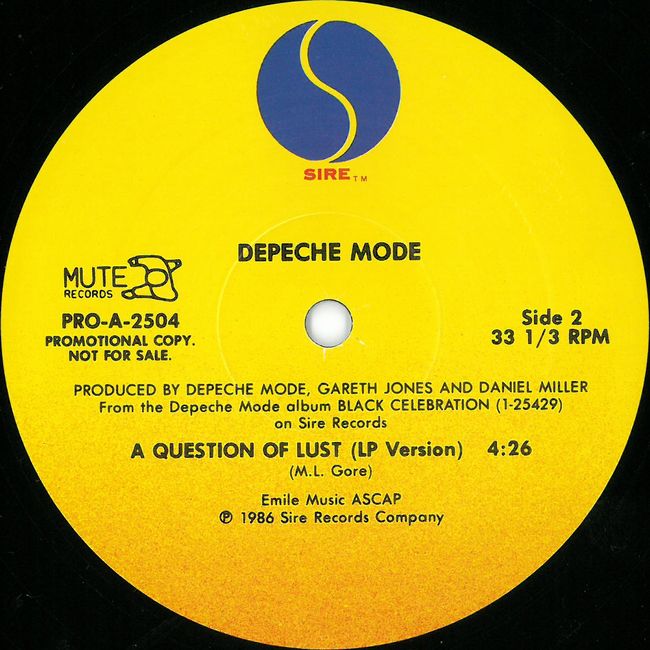 SIRE TM
DEPECHE MODE
MUTE
RECORDS
PRO-A-2504
PROMOTIONAL COPY.
NOT FOR SALE.
Side 2
33 1/3 RPM
PRODUCED BY DEPECHE MODE, GARETH JONES AND DANIEL MILLER
From the Depeche Mode album BLACK CELEBRATION (1-25429)
on Sire Records
A QUESTION OF LUST (LP Version) 4:26
(M.L. Gore)
Emile Music ASCAP
℗ 1986 Sire Records Company